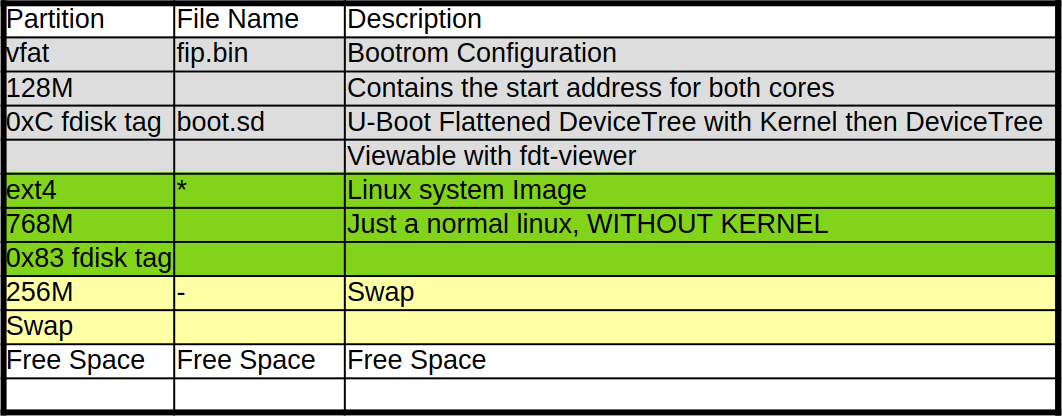 Partition File Name Description
vfat fip.bin Bootrom Configuration
128M Contains the start address for both cores
0xC fdisk tag boot.sd U-Boot Flattened DeviceTree with Kernel then DeviceTree
Viewable with fdt-viewer
ext4 * Linux system Image
768M Just a normal linux, WITHOUT KERNEL
0x83 fdisk tag
256M - Swap
Swap
Free Space Free Space Free Space